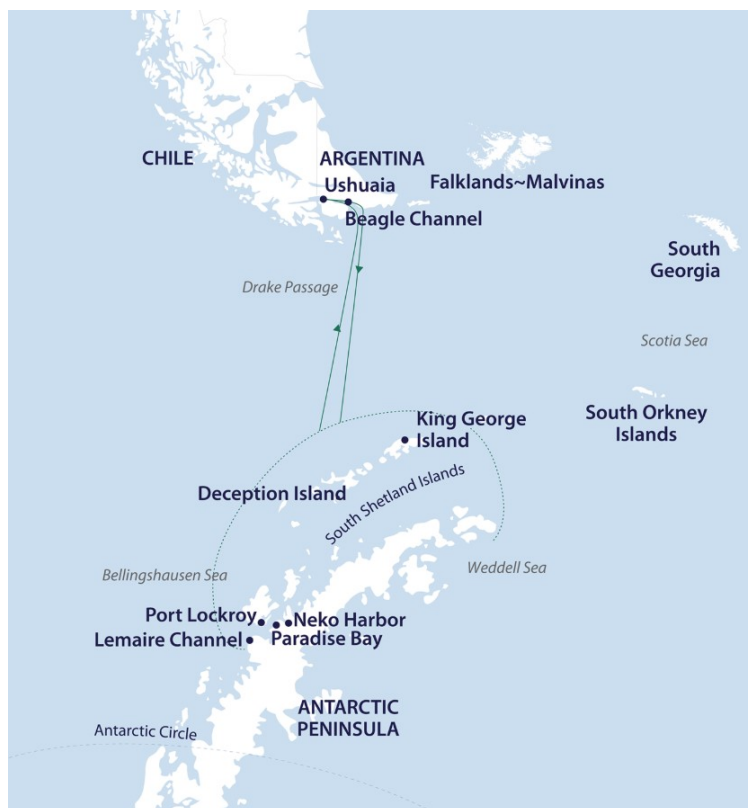 CHILE
ARGENTINA
Ushuaia
Falklands~Malvinas
Beagle Channel
South
Georgia
Drake Passage
Scotia Sea
King George
Island
South Orkney
Islands
Deception Island
South Shetland Islands
Bellingshausen Sea
Weddell Sea
Port Lockroy
Neko Harbor
Lemaire Channel
Paradise Bay
ANTARCTIC
PENINSULA
Antarctic Circle